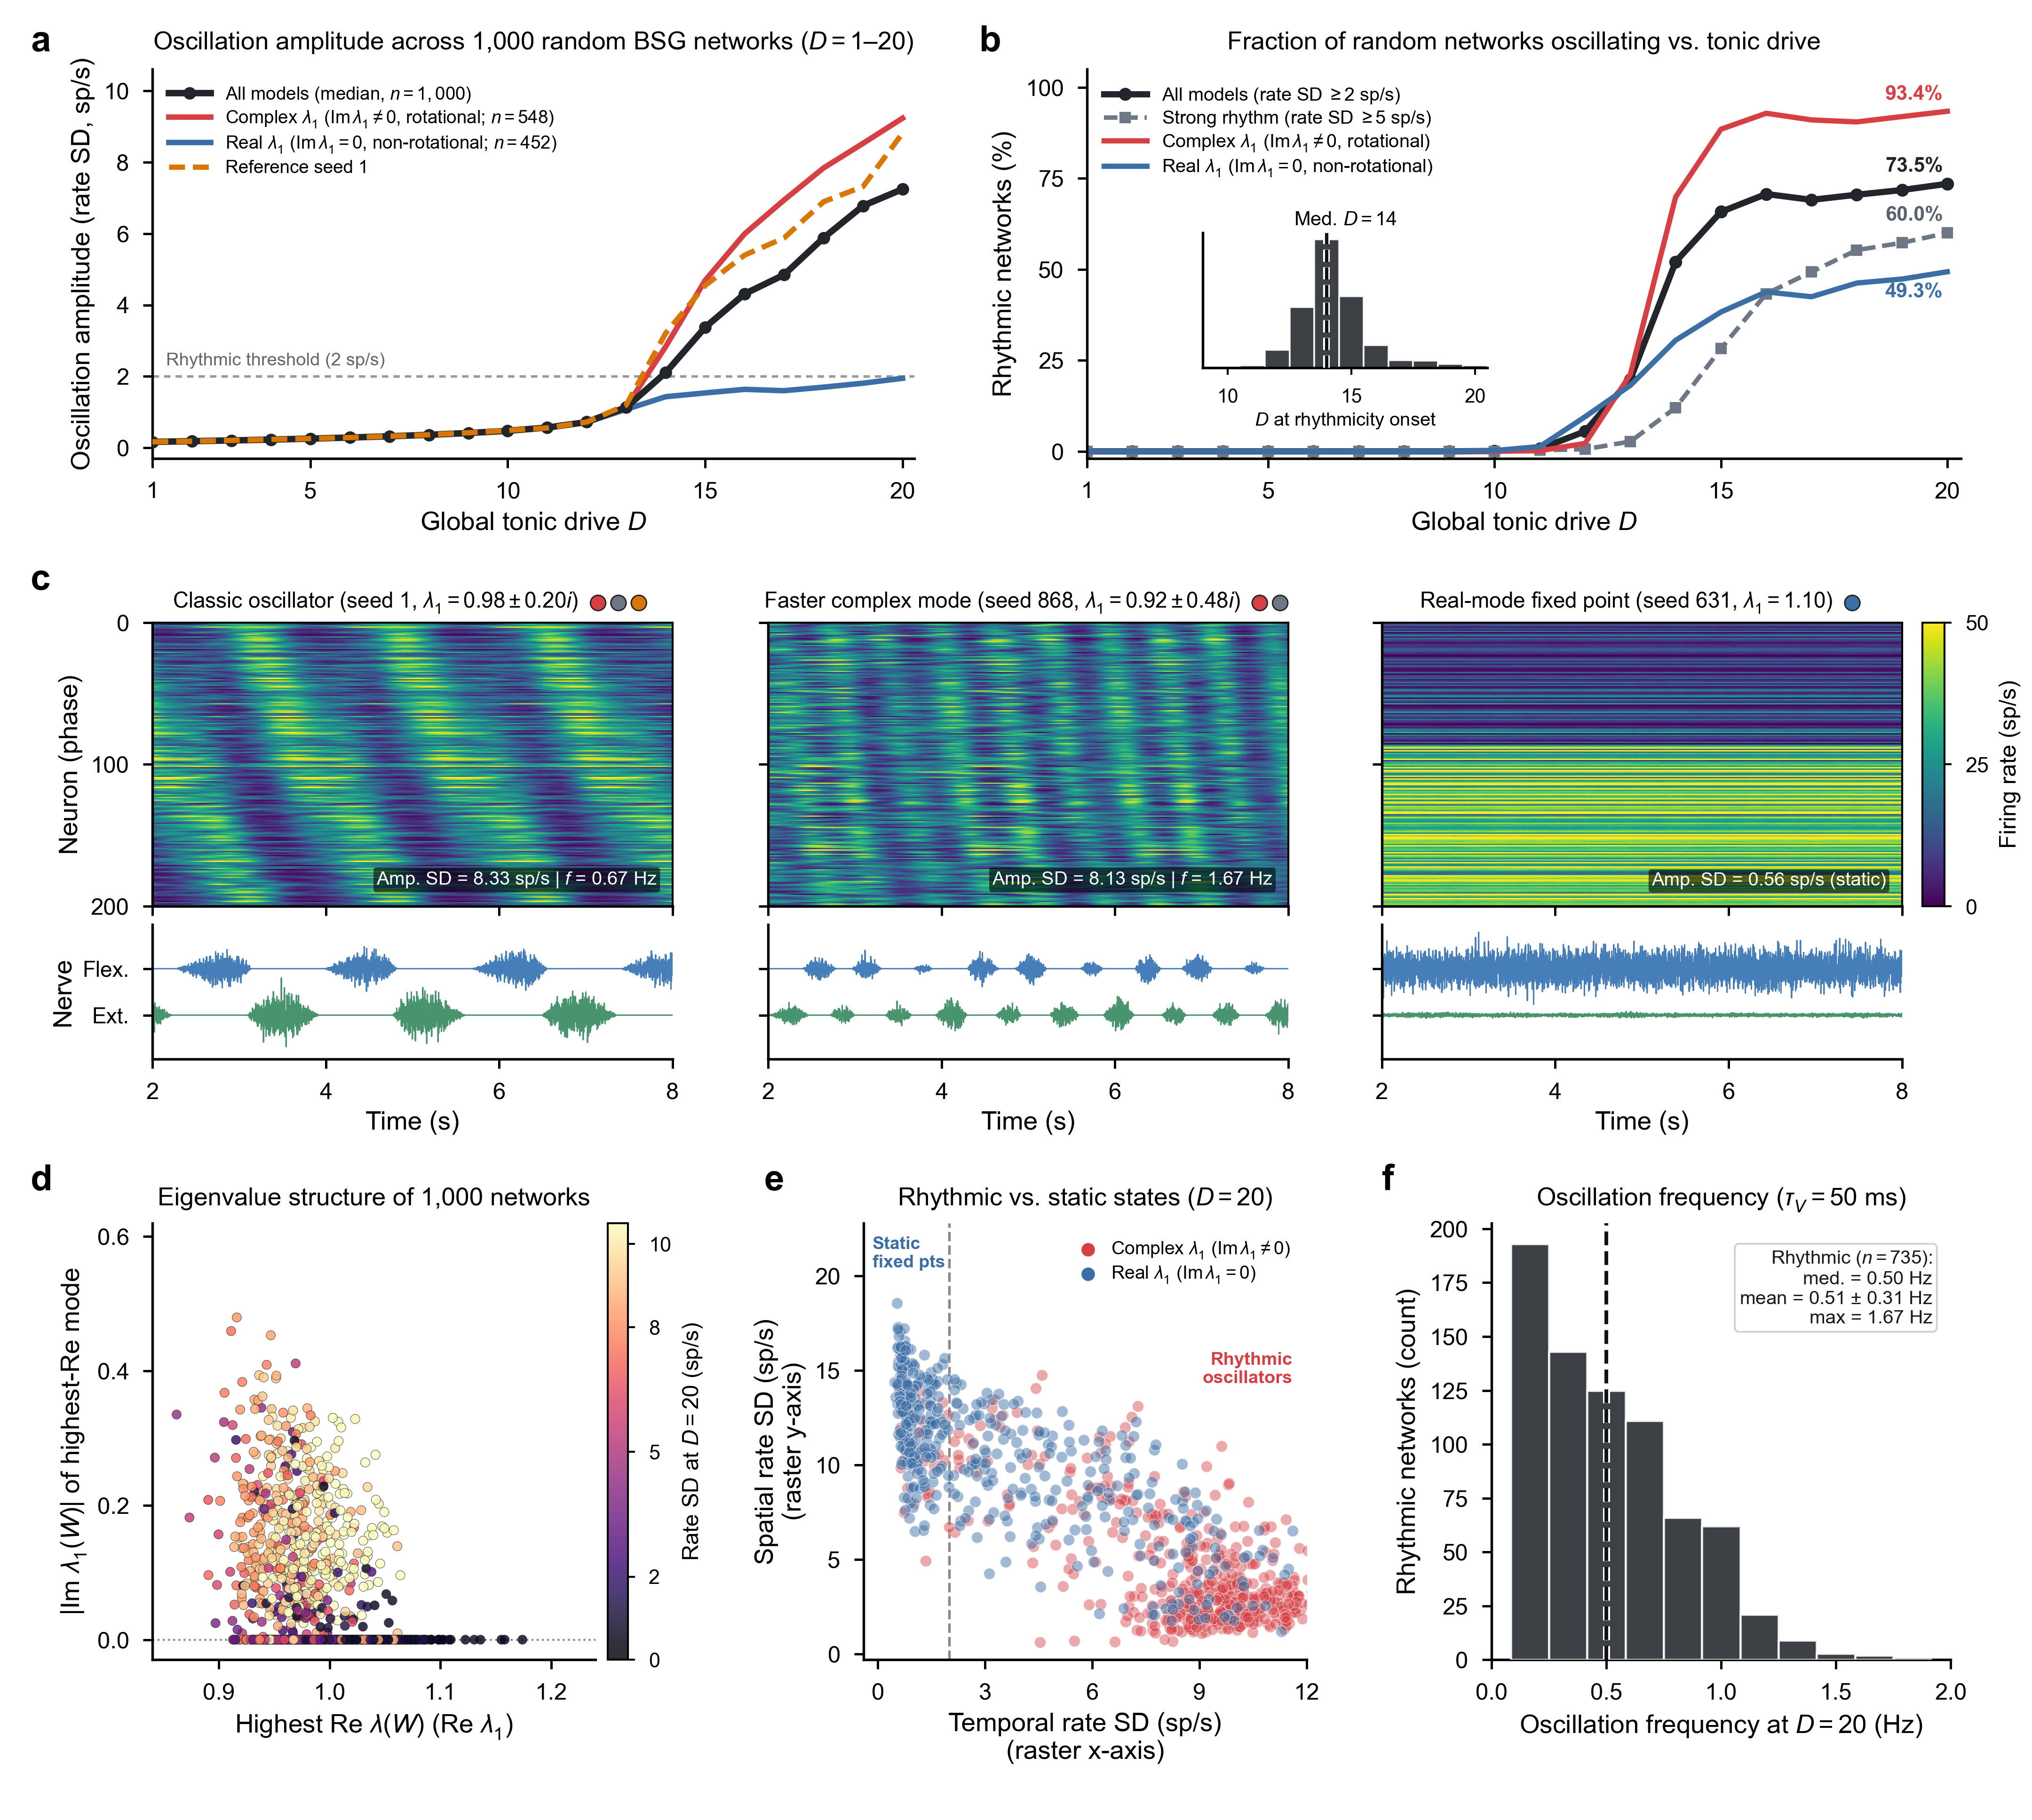 a
Oscillation amplitude across 1,000 random BSG networks (D = 1–20)
Oscillation amplitude (rate SD, sp/s)
10
8
6
4
2
0
All models (median, n = 1,000)
Complex λ1 (Im λ1 ≠ 0, rotational; n = 548)
Real λ1 (Im λ1 = 0, non-rotational; n = 452)
Reference seed 1
Rhythmic threshold (2 sp/s)
1 5 10 15 20
Global tonic drive D
b
Fraction of random networks oscillating vs. tonic drive
Rhythmic networks (%)
100
75
50
25
0
All models (rate SD ≥ 2 sp/s)
Strong rhythm (rate SD ≥ 5 sp/s)
Complex λ1 (Im λ1 ≠ 0, rotational)
Real λ1 (Im λ1 = 0, non-rotational)
93.4%
73.5%
60.0%
49.3%
Med. D = 14
10 15 20
D at rhythmicity onset
1 5 10 15 20
Global tonic drive D
c
Classic oscillator (seed 1, λ1 = 0.98 ± 0.20i)
Neuron (phase)
0
100
200
Amp. SD = 8.33 sp/s | f = 0.67 Hz
Nerve
Flex.
Ext.
2 4 6 8
Time (s)
Faster complex mode (seed 868, λ1 = 0.92 ± 0.48i)
Amp. SD = 8.13 sp/s | f = 1.67 Hz
2 4 6 8
Time (s)
Real-mode fixed point (seed 631, λ1 = 1.10)
Amp. SD = 0.56 sp/s (static)
2 4 6 8
Time (s)
50
25
0
Firing rate (sp/s)
d
Eigenvalue structure of 1,000 networks
|Im λ1(W)| of highest-Re mode
0.6
0.4
0.2
0.0
0.9 1.0 1.1 1.2
Highest Re λ(W) (Re λ1)
10
8
5
2
0
Rate SD at D = 20 (sp/s)
e
Rhythmic vs. static states (D = 20)
Spatial rate SD (sp/s)
(raster y-axis)
20
15
10
5
0
Static
fixed pts
Complex λ1 (Im λ1 ≠ 0)
Real λ1 (Im λ1 = 0)
Rhythmic
oscillators
0 3 6 9 12
Temporal rate SD (sp/s)
(raster x-axis)
f
Oscillation frequency (τV = 50 ms)
Rhythmic networks (count)
200
175
150
125
100
75
50
25
0
Rhythmic (n = 735):
med. = 0.50 Hz
mean = 0.51 ± 0.31 Hz
max = 1.67 Hz
0.0 0.5 1.0 1.5 2.0
Oscillation frequency at D = 20 (Hz)